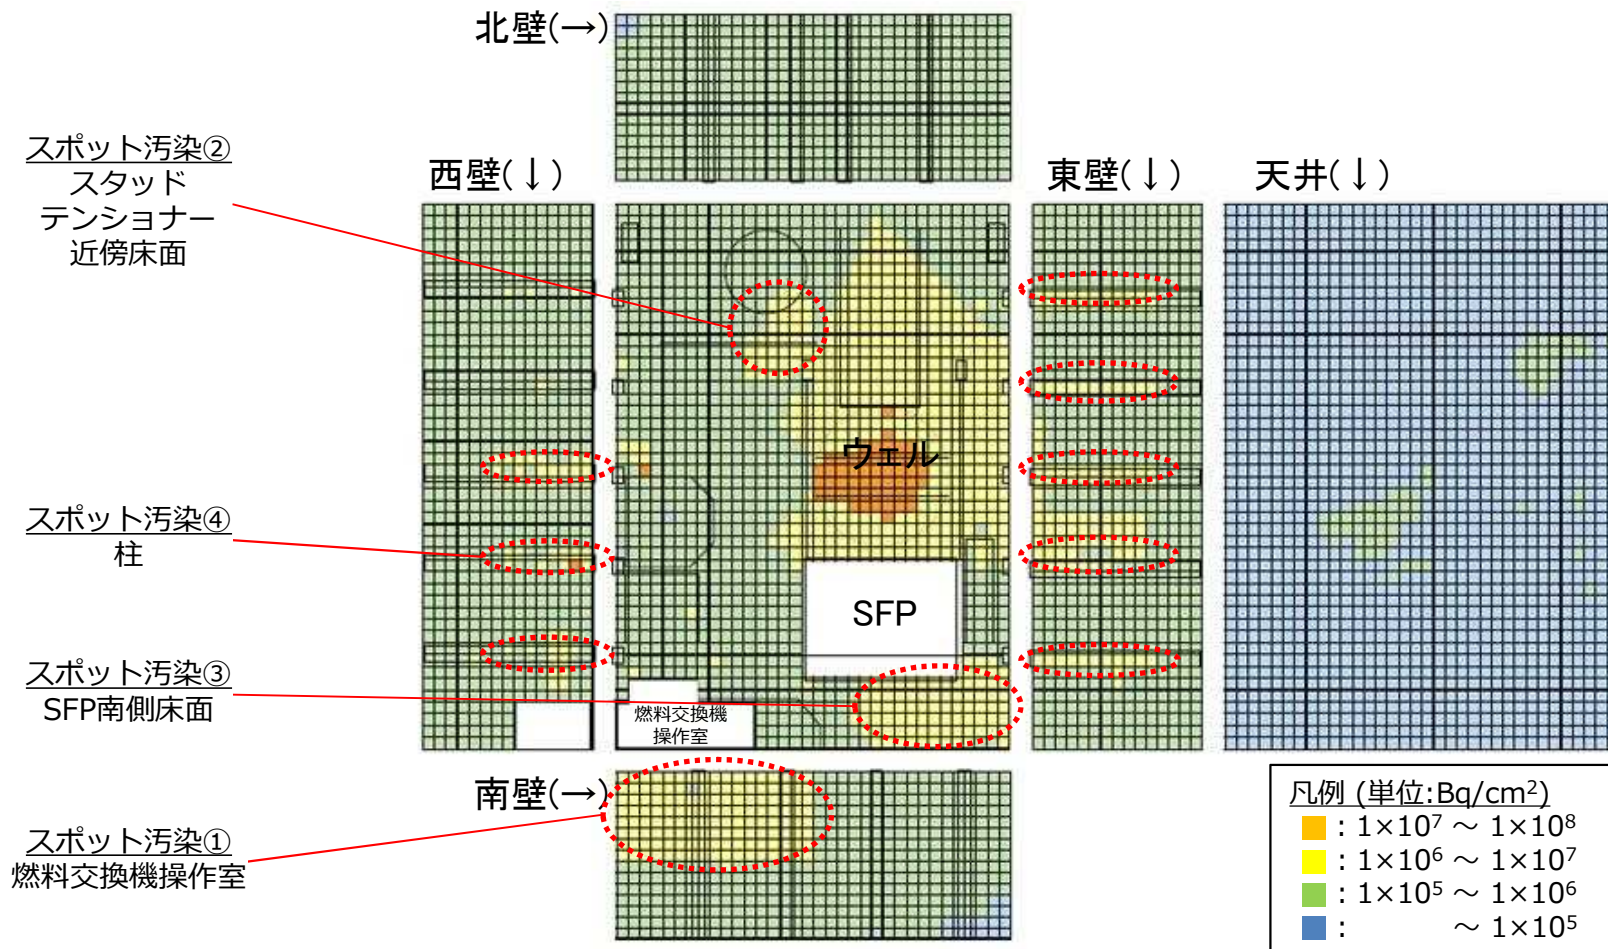 北壁(→)
スポット汚染②
スタッド
テンショナー
近傍床面
西壁(↓)
東壁(↓)
天井(↓)
ウェル
スポット汚染④
柱
SFP
スポット汚染③
SFP南側床面
燃料交換機
操作室
南壁(→)
スポット汚染①
燃料交換機操作室
凡例 (単位:Bq/cm²)
: 1×10⁷ ~ 1×10⁸
: 1×10⁶ ~ 1×10⁷
: 1×10⁵ ~ 1×10⁶
: ~ 1×10⁵